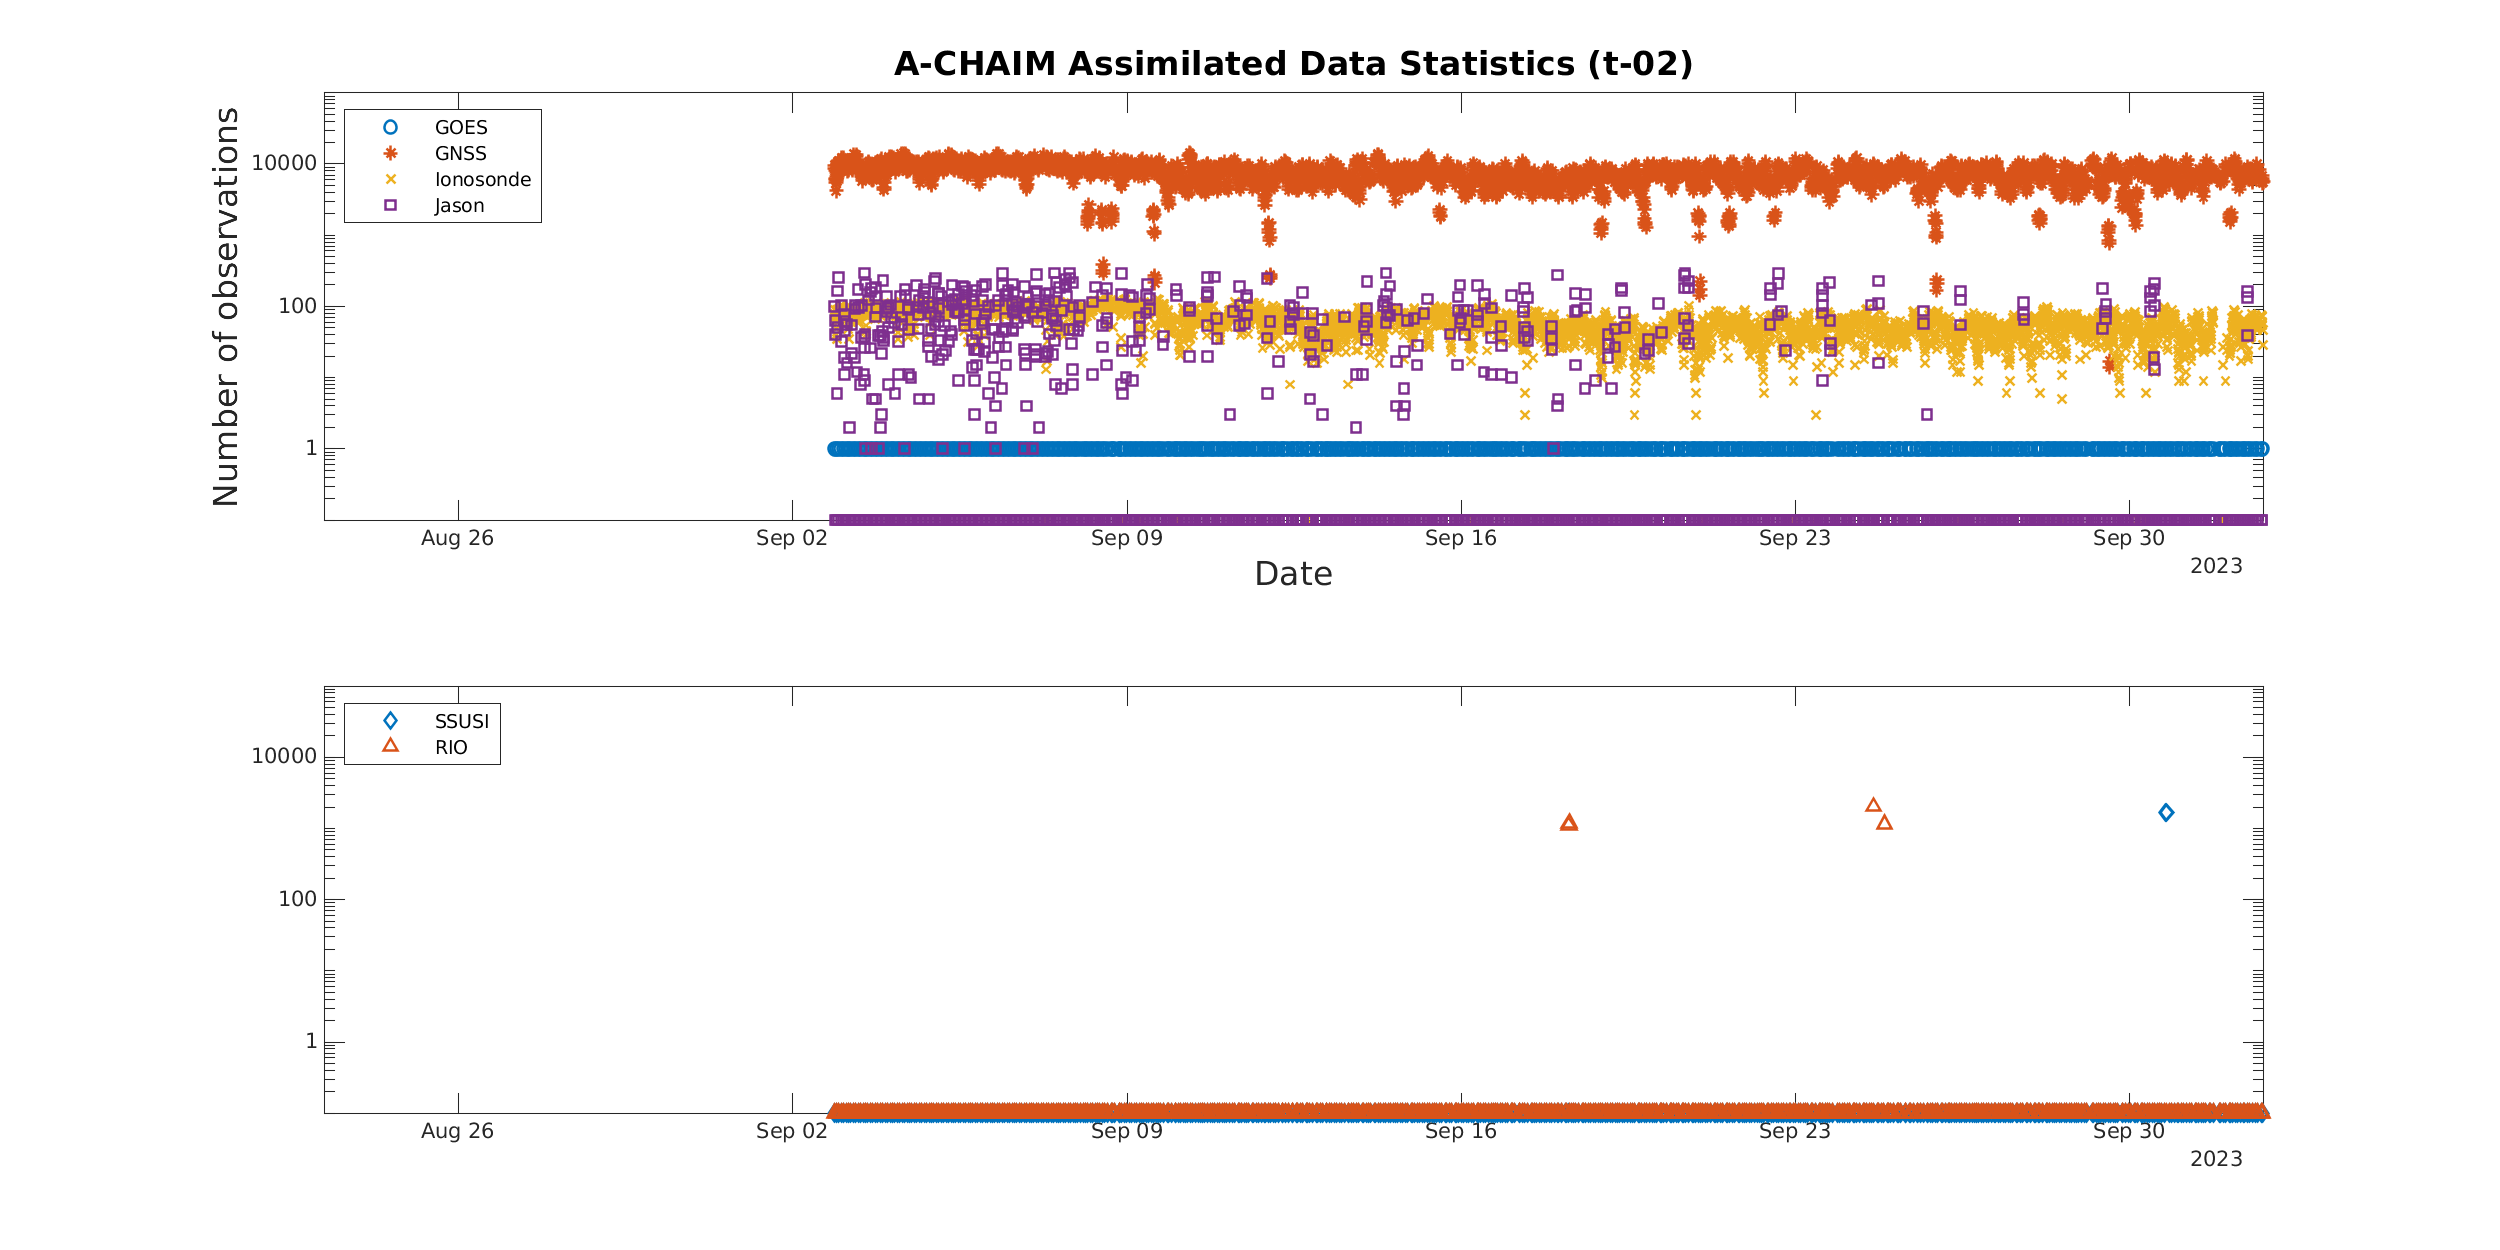 A-CHAIM Assimilated Data Statistics (t-02)
Number of observations
10000
100
1
GOES
GNSS
Ionosonde
Jason
Aug 26
Sep 02
Sep 09
Sep 16
Sep 23
Sep 30
2023
Date
10000
100
1
SSUSI
RIO
Aug 26
Sep 02
Sep 09
Sep 16
Sep 23
Sep 30
2023